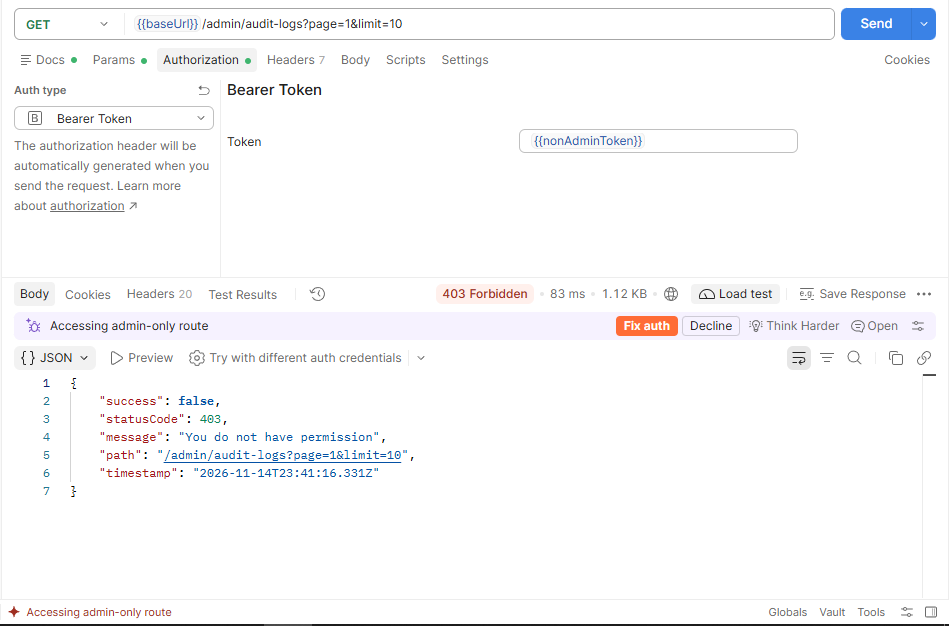 GET {{baseUrl}} /admin/audit-logs?page=1&limit=10 Send
Docs Params Authorization Headers 7 Body Scripts Settings Cookies
Auth type
B Bearer Token
The authorization header will be
automatically generated when you
send the request. Learn more
about authorization ↗
Bearer Token
Token {{nonAdminToken}}
Body Cookies Headers 20 Test Results 403 Forbidden • 83 ms • 1.12 KB • Load test e.g. Save Response
Accessing admin-only route Fix auth Decline Think Harder Open
{} JSON Preview Try with different auth credentials
1 {
2 "success": false,
3 "statusCode": 403,
4 "message": "You do not have permission",
5 "path": "/admin/audit-logs?page=1&limit=10",
6 "timestamp": "2026-11-14T23:41:16.331Z"
7 }
Accessing admin-only route Globals Vault Tools